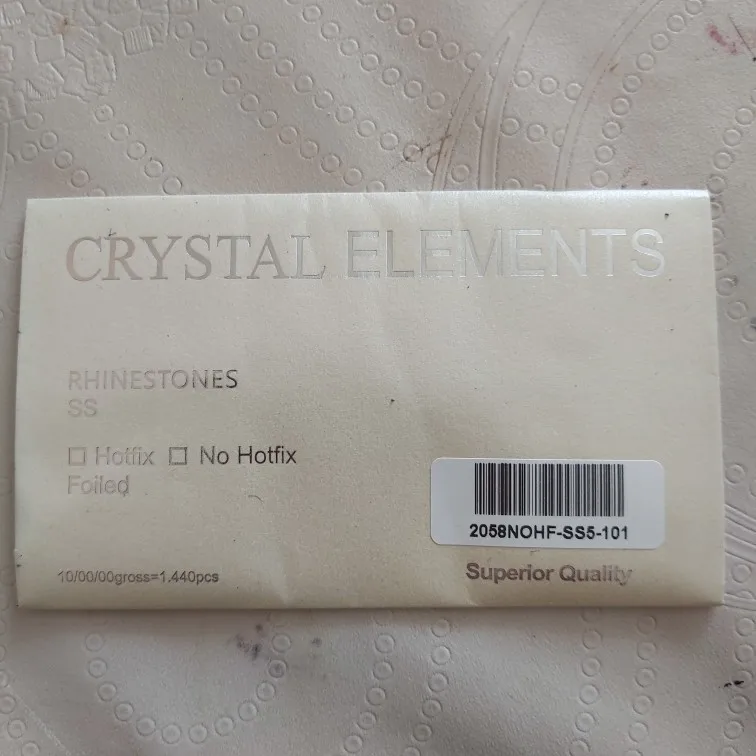 CRYSTAL ELEMENTS
RHINESTONES
SS
□ Hotfix □ No Hotfix
Foiled
2058NOHF-SS5-101
10/00/00gross=1.440pcs
Superior Quality